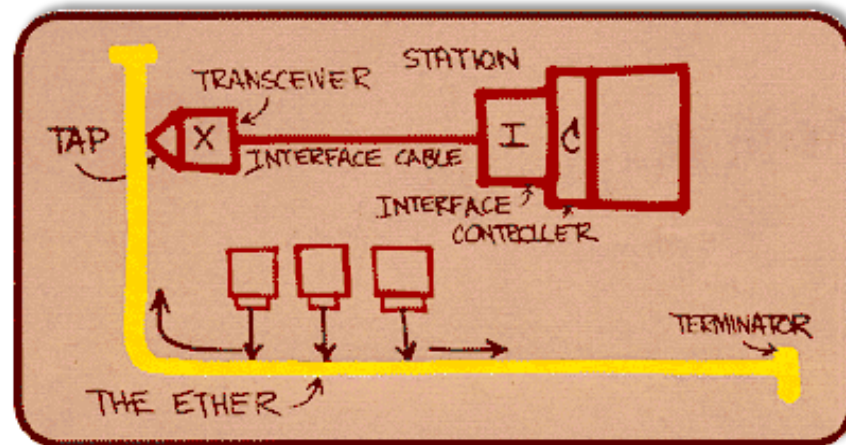 STATION
TRANSCEIVER
TAP
X
I
C
INTERFACE CABLE
INTERFACE
CONTROLLER
TERMINATOR
THE ETHER